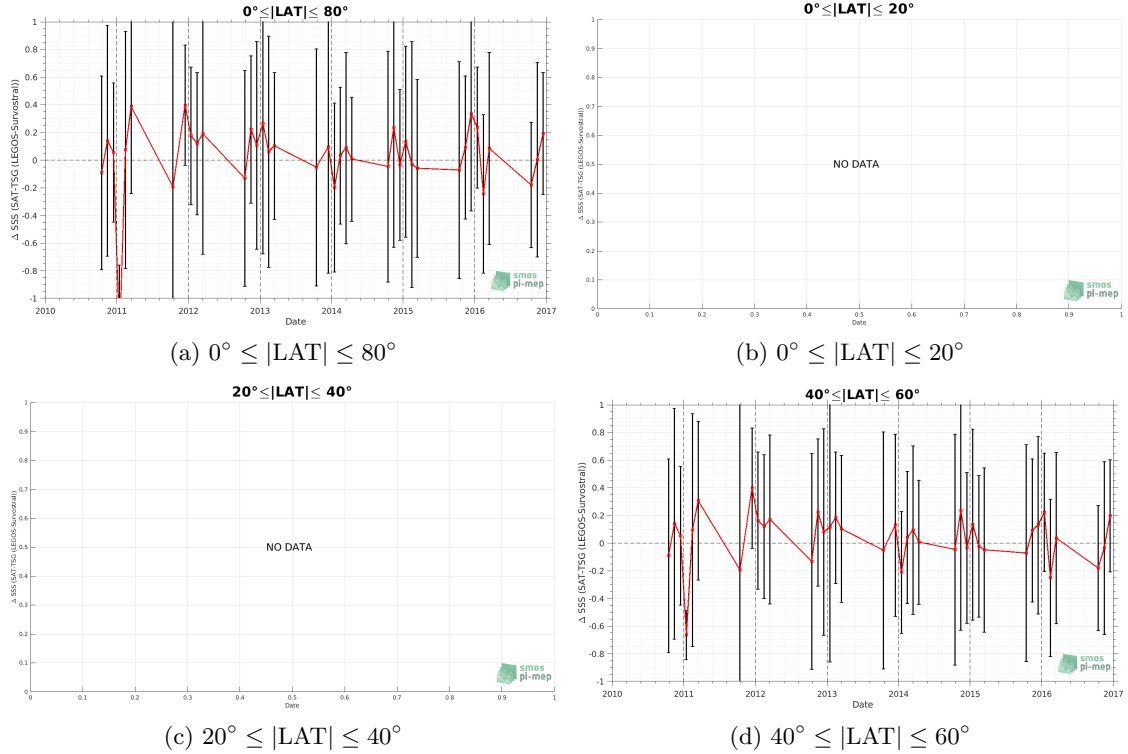 0°≤|LAT|≤ 80°
1
0.8
0.6
0.4
0.2
0
-0.2
-0.4
-0.6
-0.8
-1
Δ SSS (SAT-TSG (LEGOS-Survostral))
2010 2011 2012 2013 2014 2015 2016 2017
Date
smos
pi-mep
(a) 0° ≤ |LAT| ≤ 80°
0°≤|LAT|≤ 20°
1
0.9
0.8
0.7
0.6
0.5
0.4
0.3
0.2
0.1
0
Δ SSS (SAT-TSG (LEGOS-Survostral))
NO DATA
0 0.1 0.2 0.3 0.4 0.5 0.6 0.7 0.8 0.9 1
Date
smos
pi-mep
(b) 0° ≤ |LAT| ≤ 20°
20°≤|LAT|≤ 40°
1
0.9
0.8
0.7
0.6
0.5
0.4
0.3
0.2
0.1
0
Δ SSS (SAT-TSG (LEGOS-Survostral))
NO DATA
0 0.1 0.2 0.3 0.4 0.5 0.6 0.7 0.8 0.9 1
Date
smos
pi-mep
(c) 20° ≤ |LAT| ≤ 40°
40°≤|LAT|≤ 60°
1
0.8
0.6
0.4
0.2
0
-0.2
-0.4
-0.6
-0.8
-1
Δ SSS (SAT-TSG (LEGOS-Survostral))
2010 2011 2012 2013 2014 2015 2016 2017
Date
smos
pi-mep
(d) 40° ≤ |LAT| ≤ 60°